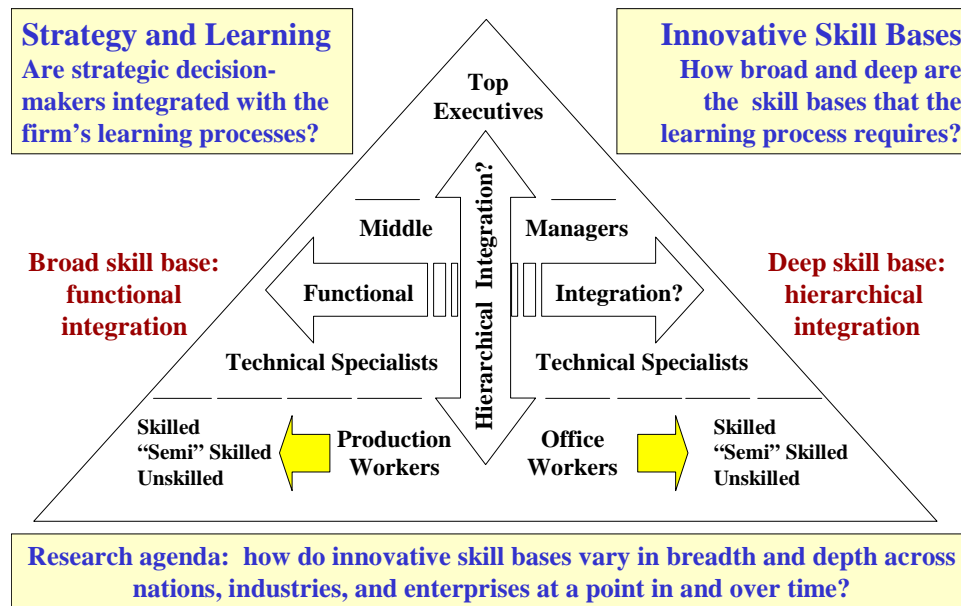 Strategy and Learning
Are strategic decision-
makers integrated with the
firm's learning processes?
Innovative Skill Bases
How broad and deep are
the skill bases that the
learning process requires?
Top
Executives
Hierarchical Integration?
Middle
Managers
Broad skill base:
functional
integration
Functional
Integration?
Deep skill base:
hierarchical
integration
Technical Specialists
Technical Specialists
Skilled
“Semi” Skilled
Unskilled
Production
Workers
Office
Workers
Skilled
“Semi” Skilled
Unskilled
Research agenda: how do innovative skill bases vary in breadth and depth across
nations, industries, and enterprises at a point in and over time?